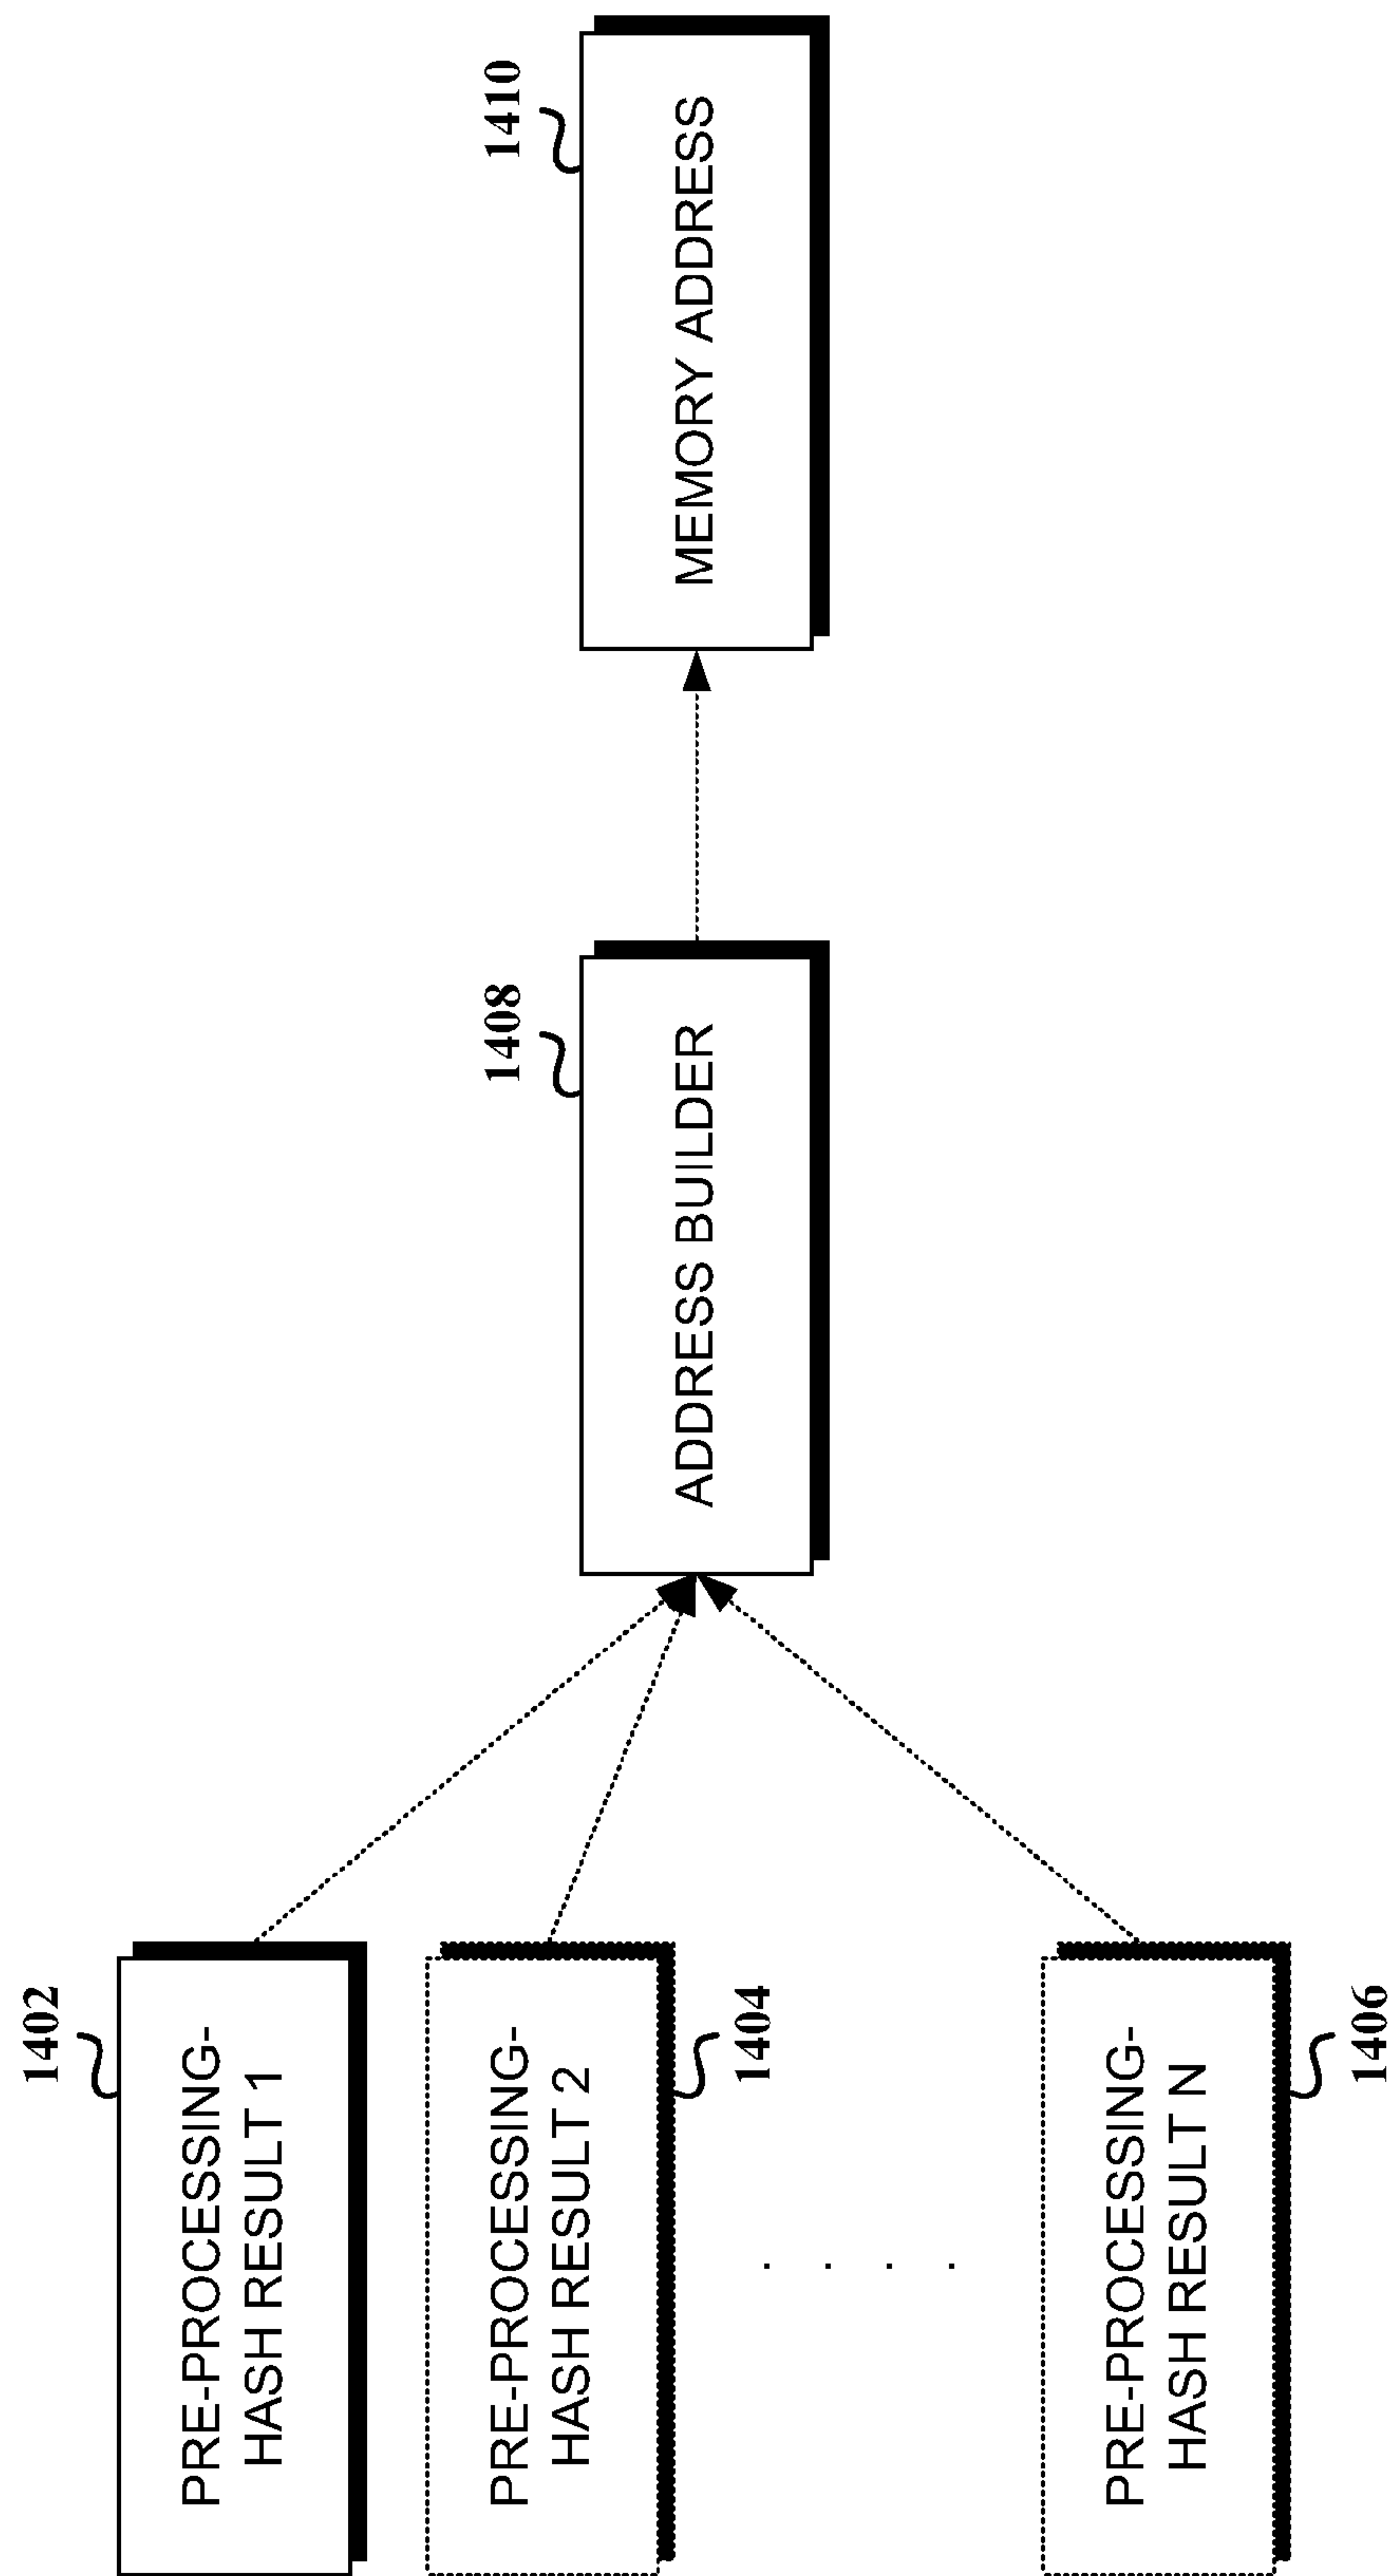 1402
PRE-PROCESSING-
HASH RESULT 1
PRE-PROCESSING-
HASH RESULT 2
1404
. . . .
PRE-PROCESSING-
HASH RESULT N
1406
1408
ADDRESS BUILDER
1410
MEMORY ADDRESS